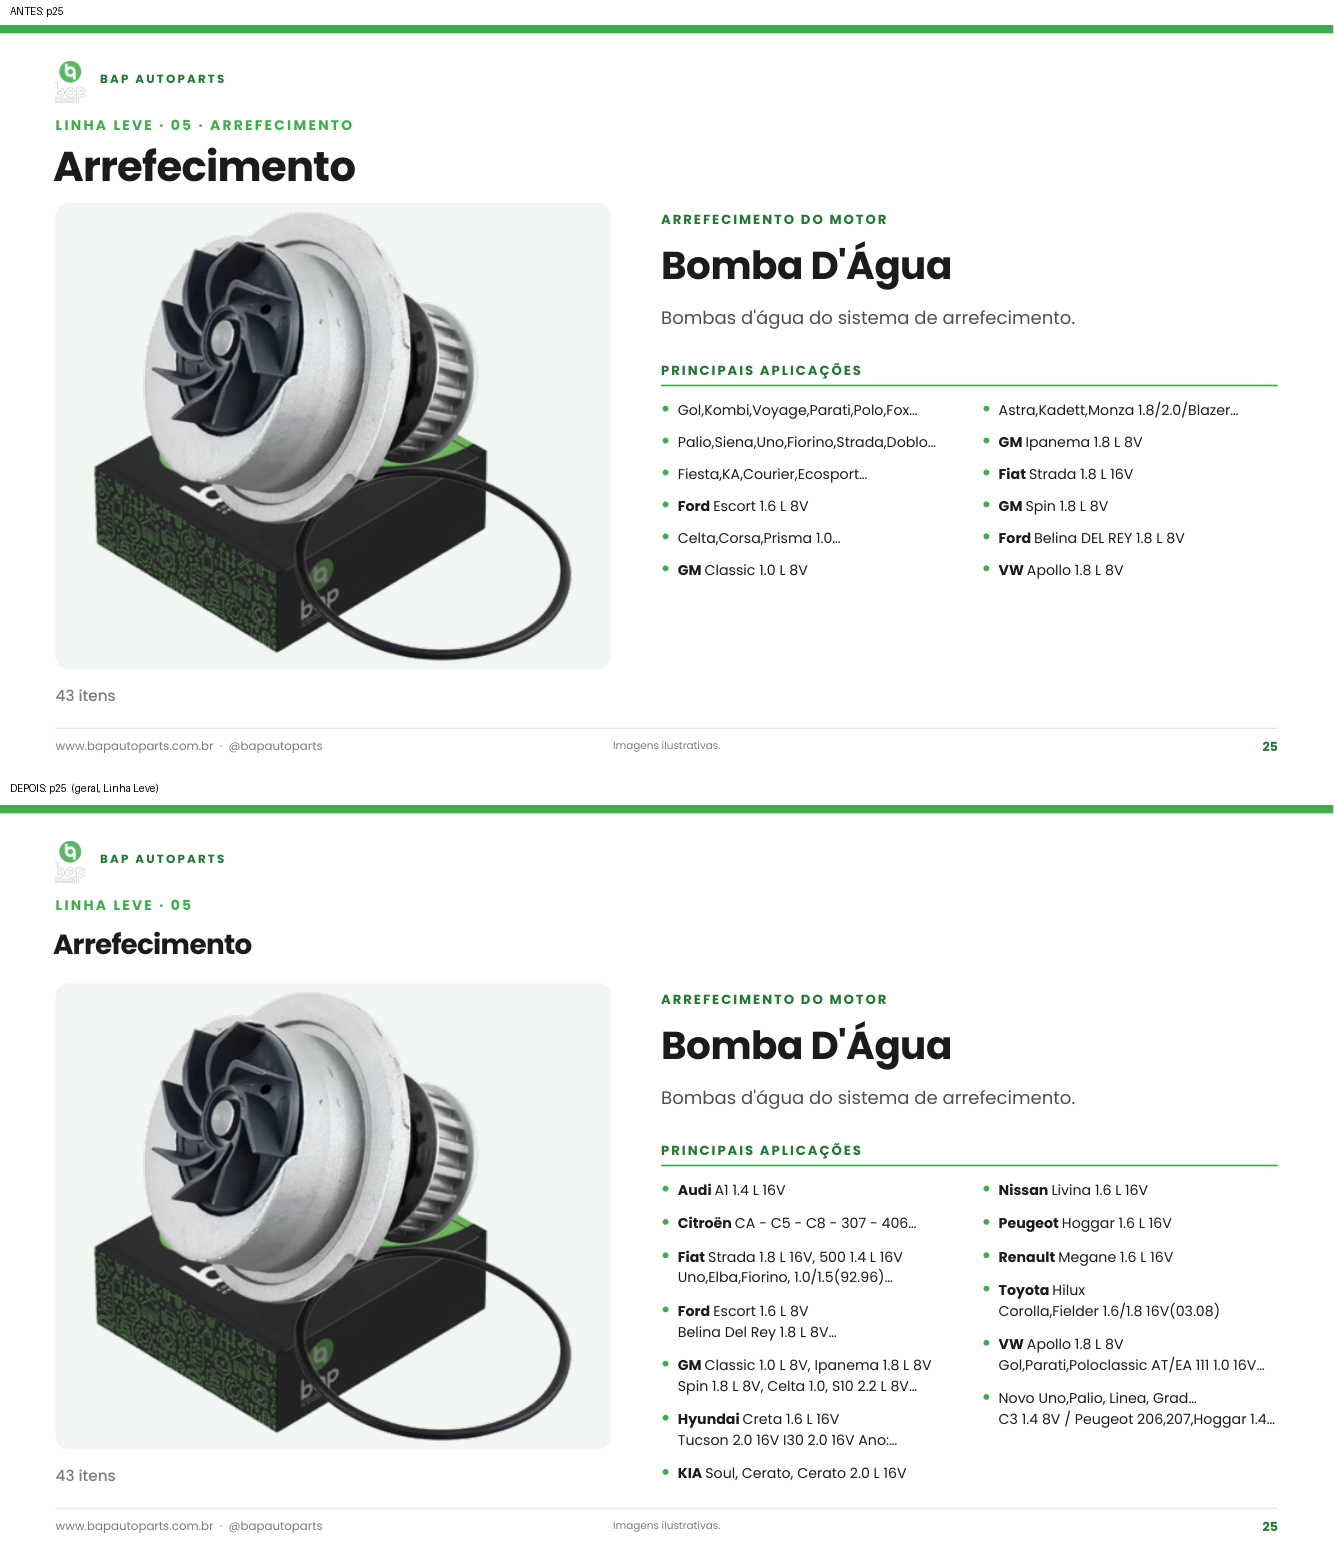 ANTES: p25
bap
BAP AUTOPARTS
LINHA LEVE · 05 · ARREFECIMENTO
Arrefecimento
bap
ARREFECIMENTO DO MOTOR
Bomba D'Água
Bombas d'água do sistema de arrefecimento.
PRINCIPAIS APLICAÇÕES
• Gol,Kombi,Voyage,Parati,Polo,Fox...
• Palio,Siena,Uno,Fiorino,Strada,Doblo...
• Fiesta,KA,Courier,Ecosport...
• Ford Escort 1.6 L 8V
• Celta,Corsa,Prisma 1.0...
• GM Classic 1.0 L 8V
• Astra,Kadett,Monza 1.8/2.0/Blazer...
• GM Ipanema 1.8 L 8V
• Fiat Strada 1.8 L 16V
• GM Spin 1.8 L 8V
• Ford Belina DEL REY 1.8 L 8V
• VW Apollo 1.8 L 8V
43 itens
www.bapautoparts.com.br · @bapautoparts
Imagens ilustrativas.
25
DEPOIS: p25 (geral, Linha Leve)
bap
BAP AUTOPARTS
LINHA LEVE · 05
Arrefecimento
bap
ARREFECIMENTO DO MOTOR
Bomba D'Água
Bombas d'água do sistema de arrefecimento.
PRINCIPAIS APLICAÇÕES
• Audi A1 1.4 L 16V
• Citroën CA - C5 - C8 - 307 - 406...
• Fiat Strada 1.8 L 16V, 500 1.4 L 16V
Uno,Elba,Fiorino, 1.0/1.5(92.96)...
• Ford Escort 1.6 L 8V
Belina Del Rey 1.8 L 8V...
• GM Classic 1.0 L 8V, Ipanema 1.8 L 8V
Spin 1.8 L 8V, Celta 1.0, S10 2.2 L 8V...
• Hyundai Creta 1.6 L 16V
Tucson 2.0 16V I30 2.0 16V Ano:...
• KIA Soul, Cerato, Cerato 2.0 L 16V
• Nissan Livina 1.6 L 16V
• Peugeot Hoggar 1.6 L 16V
• Renault Megane 1.6 L 16V
• Toyota Hilux
Corolla,Fielder 1.6/1.8 16V(03.08)
• VW Apollo 1.8 L 8V
Gol,Parati,Poloclassic AT/EA 111 1.0 16V...
• Novo Uno,Palio, Linea, Grad...
C3 1.4 8V / Peugeot 206,207,Hoggar 1.4...
43 itens
www.bapautoparts.com.br · @bapautoparts
Imagens ilustrativas.
25